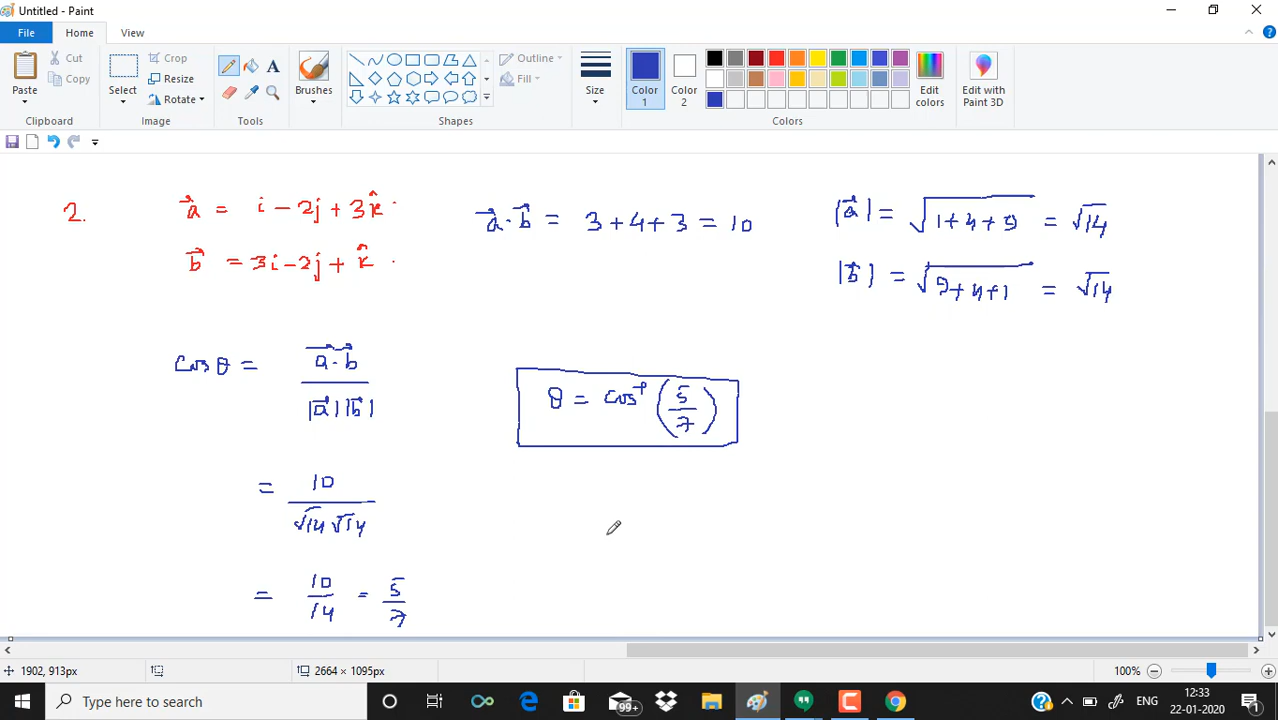 Untitled - Paint
File Home View
Paste
Cut
Copy
Clipboard
Select
Crop
Resize
Rotate
Image
Tools
Brushes
Shapes
Outline
Fill
Size
Color 1
Color 2
Edit colors
Edit with Paint 3D
Colors
2.
a⃗ = i - 2j + 3k̂
b⃗ = 3i - 2j + k̂
a⃗·b⃗ = 3+4+3 = 10
|a⃗| = √(1+4+9) = √14
|b⃗| = √(9+4+1) = √14
Cos θ = a⃗·b⃗ / |a⃗||b⃗|
θ = cos⁻¹(5/7)
= 10 / √14 √14
= 10/14 = 5/7
1902, 913px
2664 × 1095px
100%
Type here to search
99+
ENG
12:33
22-01-2020
1